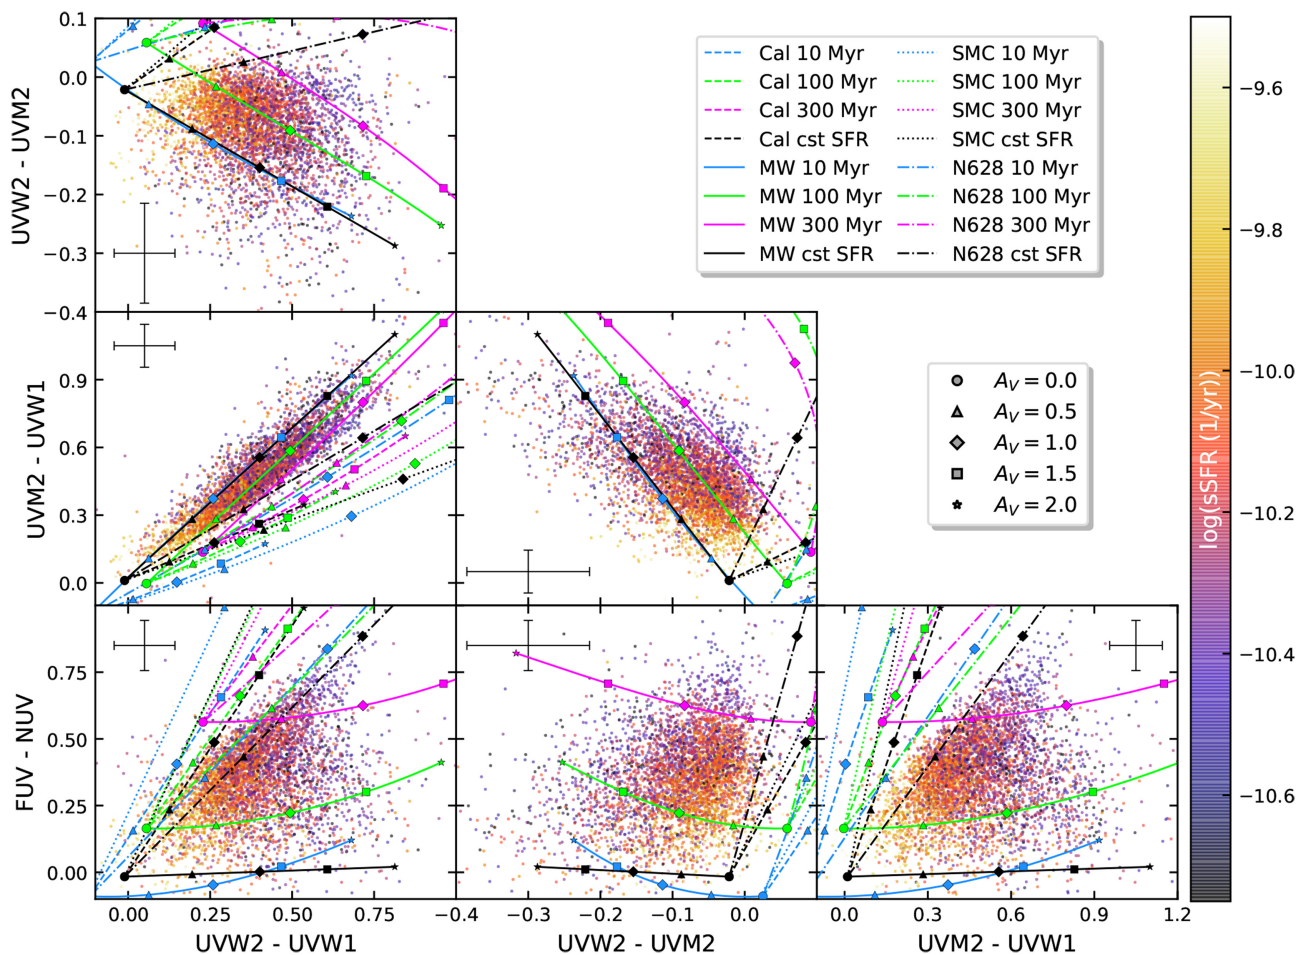 0.1
0.0
−0.1
−0.2
−0.3
−0.4
UVW2 - UVM2
Cal 10 Myr
Cal 100 Myr
Cal 300 Myr
Cal cst SFR
MW 10 Myr
MW 100 Myr
MW 300 Myr
MW cst SFR
SMC 10 Myr
SMC 100 Myr
SMC 300 Myr
SMC cst SFR
N628 10 Myr
N628 100 Myr
N628 300 Myr
N628 cst SFR
0.9
0.6
0.3
0.0
UVM2 - UVW1
A_V = 0.0
A_V = 0.5
A_V = 1.0
A_V = 1.5
A_V = 2.0
0.75
0.50
0.25
0.00
FUV - NUV
0.00 0.25 0.50 0.75
UVW2 - UVW1
−0.4 −0.3 −0.2 −0.1 0.0
UVW2 - UVM2
0.0 0.3 0.6 0.9 1.2
UVM2 - UVW1
−9.6
−9.8
−10.0
−10.2
−10.4
−10.6
log(sSFR (1/yr))